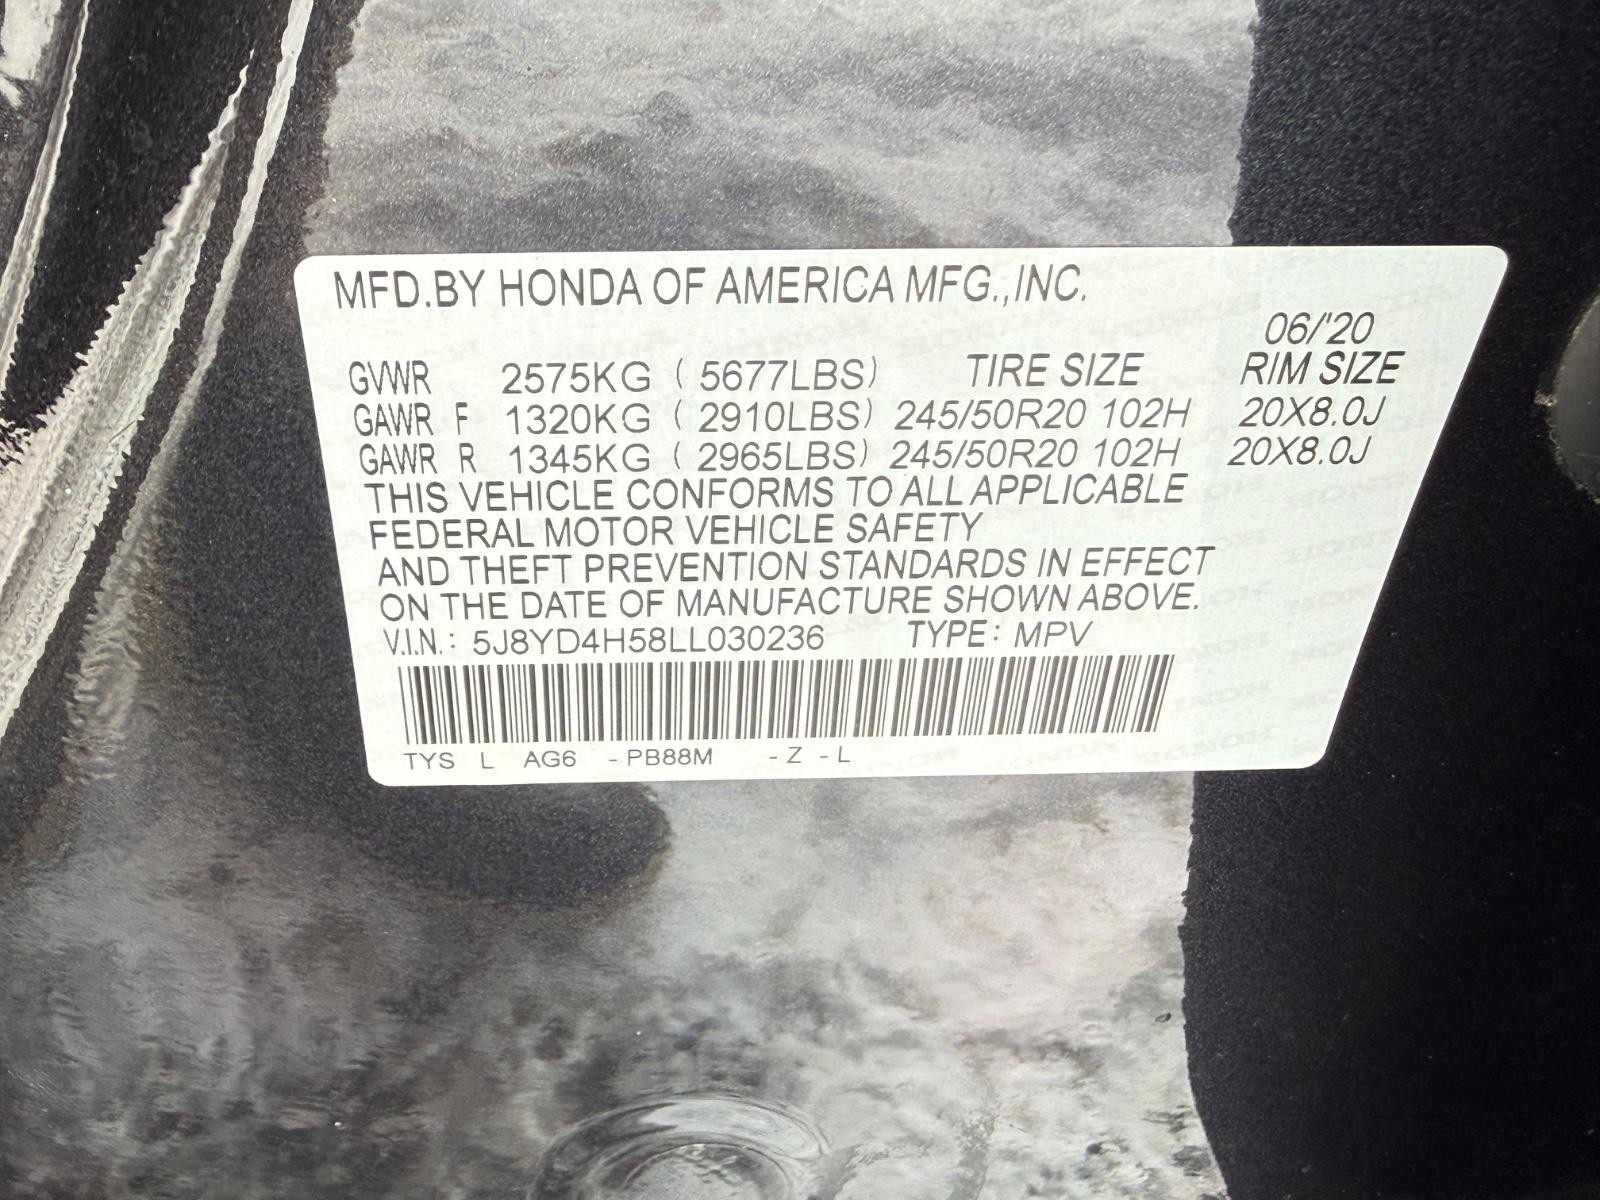 MFD.BY HONDA OF AMERICA MFG.,INC.
06/'20
GVWR 2575KG ( 5677LBS) TIRE SIZE RIM SIZE
GAWR F 1320KG ( 2910LBS) 245/50R20 102H 20X8.0J
GAWR R 1345KG ( 2965LBS) 245/50R20 102H 20X8.0J
THIS VEHICLE CONFORMS TO ALL APPLICABLE
FEDERAL MOTOR VEHICLE SAFETY
AND THEFT PREVENTION STANDARDS IN EFFECT
ON THE DATE OF MANUFACTURE SHOWN ABOVE.
V.I.N.: 5J8YD4H58LL030236 TYPE: MPV
TYS L AG6 -PB88M -Z -L